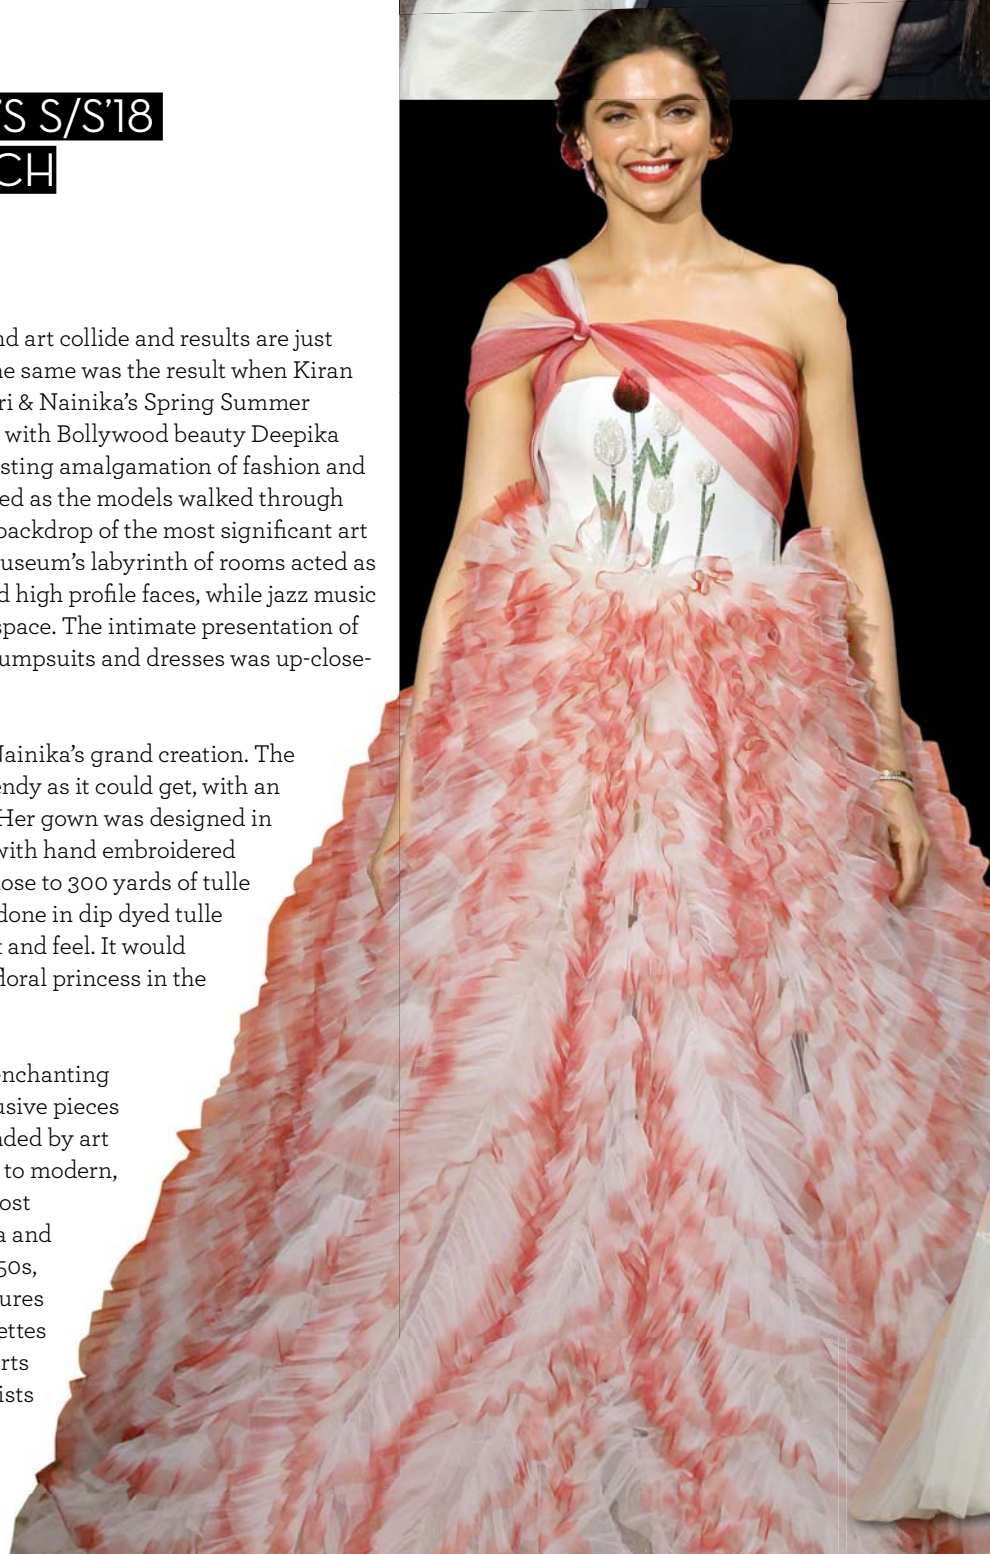 'S S/S'18
CH
nd art collide and results are just
e same was the result when Kiran
ri & Nainika's Spring Summer
with Bollywood beauty Deepika
sting amalgamation of fashion and
ed as the models walked through
backdrop of the most significant art
useum's labyrinth of rooms acted as
d high profile faces, while jazz music
space. The intimate presentation of
umpsuits and dresses was up-close-
Nainika's grand creation. The
endy as it could get, with an
Her gown was designed in
with hand embroidered
lose to 300 yards of tulle
done in dip dyed tulle
t and feel. It would
floral princess in the
enchanting
usive pieces
nded by art
to modern,
ost
a and
50s,
ures
ettes
rts
ists